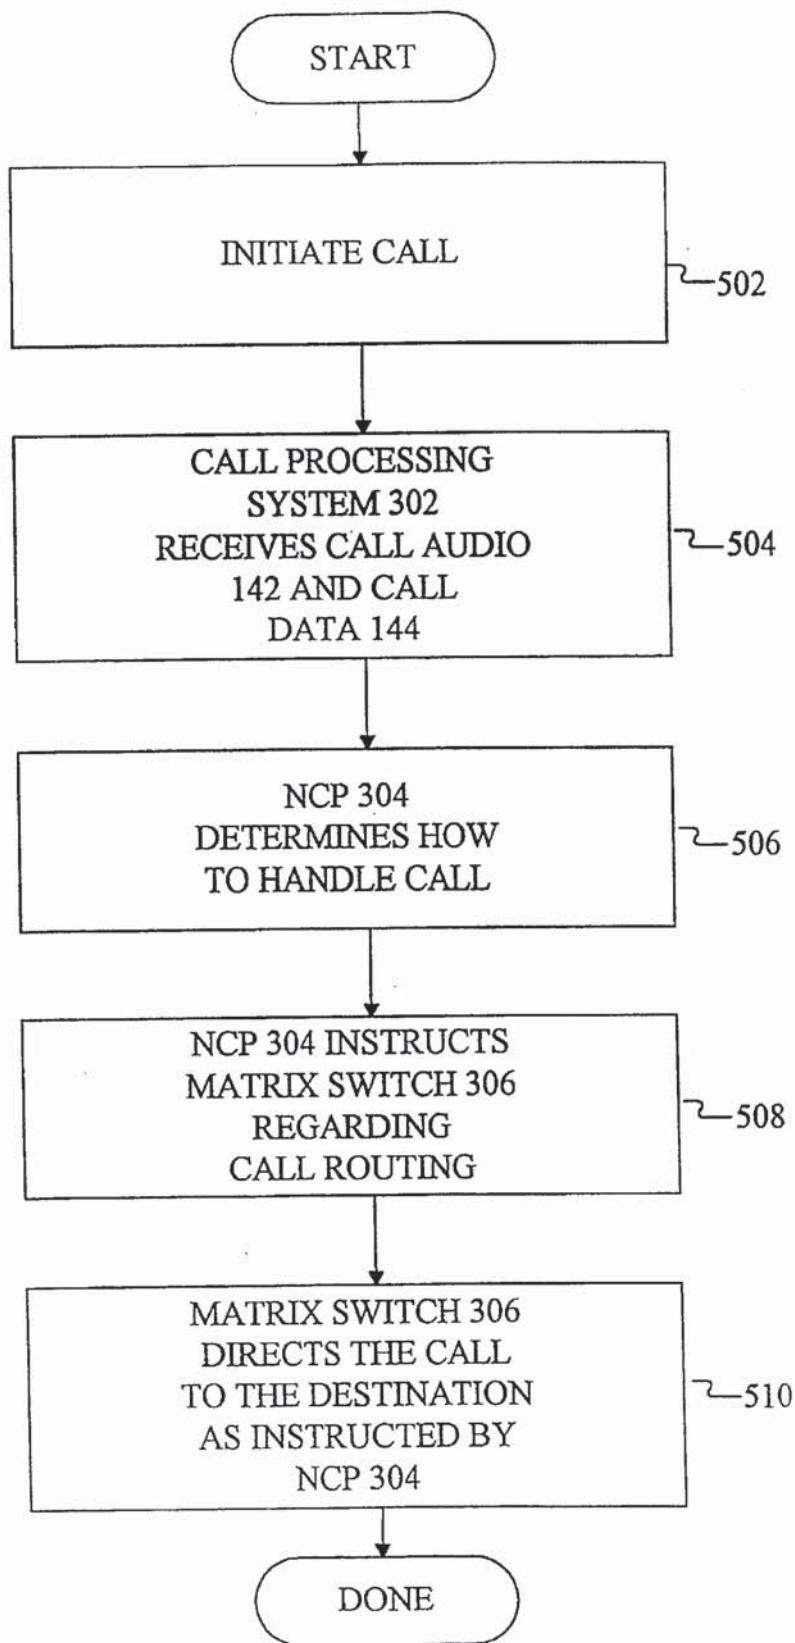 START
INITIATE CALL
502
CALL PROCESSING
SYSTEM 302
RECEIVES CALL AUDIO
142 AND CALL
DATA 144
504
NCP 304
DETERMINES HOW
TO HANDLE CALL
506
NCP 304 INSTRUCTS
MATRIX SWITCH 306
REGARDING
CALL ROUTING
508
MATRIX SWITCH 306
DIRECTS THE CALL
TO THE DESTINATION
AS INSTRUCTED BY
NCP 304
510
DONE